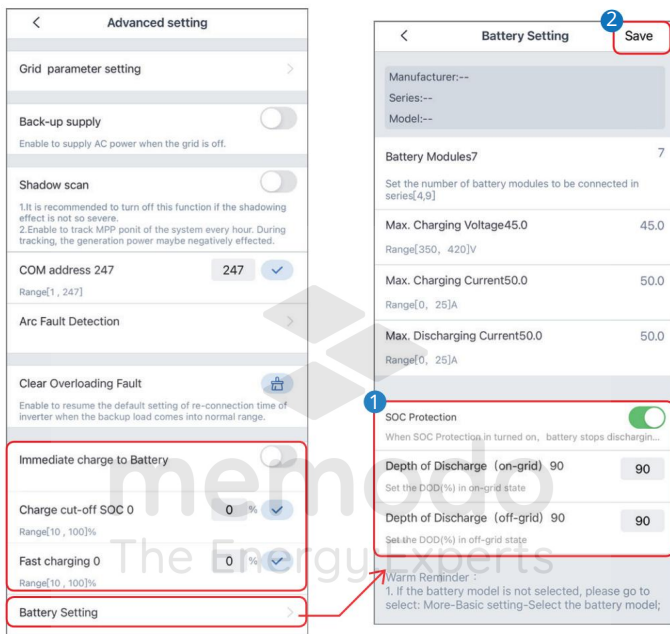 Advanced setting
Grid parameter setting
Back-up supply
Enable to supply AC power when the grid is off.
Shadow scan
1.It is recommended to turn off this function if the shadowing
effect is not so severe.
2.Enable to track MPP ponit of the system every hour. During
tracking, the generation power maybe negatively effected.
COM address 247 247
Range[1 , 247]
Arc Fault Detection
Clear Overloading Fault
Enable to resume the default setting of re-connection time of
inverter when the backup load comes into normal range.
Immediate charge to Battery
Charge cut-off SOC 0 0 %
Range[10 , 100]%
Fast charging 0 0 %
Range[10 , 100]%
Battery Setting
2
Battery Setting Save
Manufacturer:--
Series:--
Model:--
Battery Modules7 7
Set the number of battery modules to be connected in
series[4,9]
Max. Charging Voltage45.0 45.0
Range[350, 420]V
Max. Charging Current50.0 50.0
Range[0, 25]A
Max. Discharging Current50.0 50.0
Range[0, 25]A
1
SOC Protection
When SOC Protection in turned on, battery stops dischargin...
Depth of Discharge (on-grid) 90 90
Set the DOD(%) in on-grid state
Depth of Discharge (off-grid) 90 90
Set the DOD(%) in off-grid state
Warm Reminder :
1. If the battery model is not selected, please go to
select: More-Basic setting-Select the battery model;
memodo
The Energy Experts